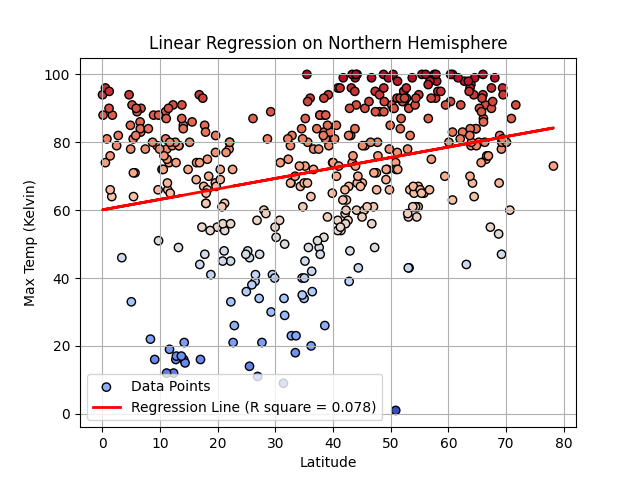 Linear Regression on Northern Hemisphere
100
80
60
40
20
0
Max Temp (Kelvin)
Data Points
Regression Line (R square = 0.078)
0 10 20 30 40 50 60 70 80
Latitude